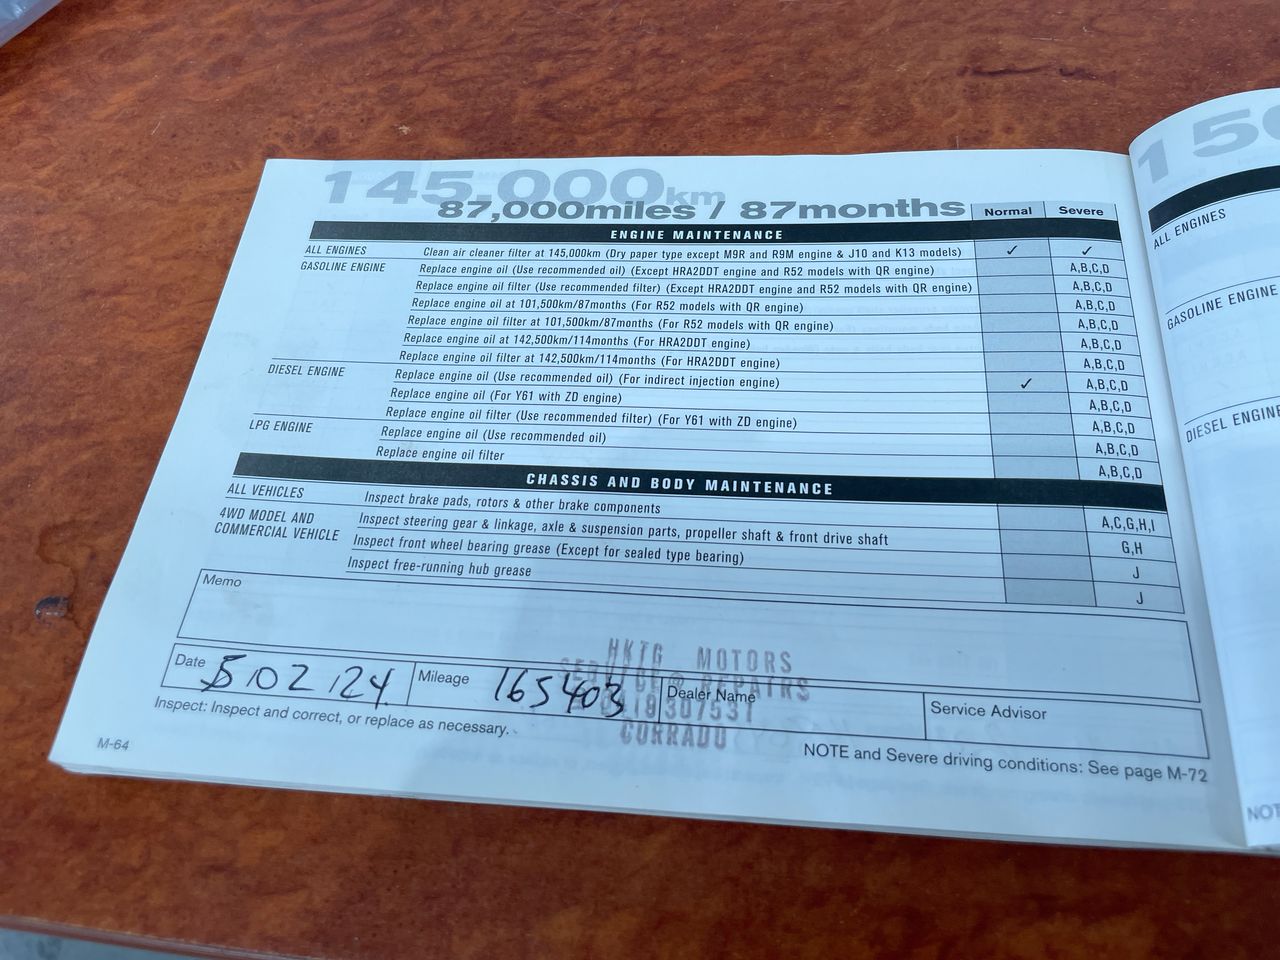 145,000km
87,000miles / 87months
Normal Severe
ENGINE MAINTENANCE
ALL ENGINES Clean air cleaner filter at 145,000km (Dry paper type except M9R and R9M engine & J10 and K13 models) ✓ ✓
GASOLINE ENGINE Replace engine oil (Use recommended oil) (Except HRA2DDT engine and R52 models with QR engine) A,B,C,D
Replace engine oil filter (Use recommended filter) (Except HRA2DDT engine and R52 models with QR engine) A,B,C,D
Replace engine oil at 101,500km/87months (For R52 models with QR engine) A,B,C,D
Replace engine oil filter at 101,500km/87months (For R52 models with QR engine) A,B,C,D
Replace engine oil at 142,500km/114months (For HRA2DDT engine) A,B,C,D
Replace engine oil filter at 142,500km/114months (For HRA2DDT engine) A,B,C,D
DIESEL ENGINE Replace engine oil (Use recommended oil) (For indirect injection engine) ✓ A,B,C,D
Replace engine oil (For Y61 with ZD engine) A,B,C,D
Replace engine oil filter (Use recommended filter) (For Y61 with ZD engine) A,B,C,D
LPG ENGINE Replace engine oil (Use recommended oil) A,B,C,D
Replace engine oil filter A,B,C,D
CHASSIS AND BODY MAINTENANCE
ALL VEHICLES Inspect brake pads, rotors & other brake components A,C,G,H,I
4WD MODEL AND COMMERCIAL VEHICLE Inspect steering gear & linkage, axle & suspension parts, propeller shaft & front drive shaft G,H
Inspect front wheel bearing grease (Except for sealed type bearing) J
Inspect free-running hub grease J
Memo
HKTG MOTORS
SERVICE @ REPAIRS
307531
CORRADO
Date 5 02 24 Mileage 165403 Dealer Name Service Advisor
Inspect: Inspect and correct, or replace as necessary.
NOTE and Severe driving conditions: See page M-72
M-64
150
ALL ENGINES
GASOLINE ENGINE
DIESEL ENGINE
NOT